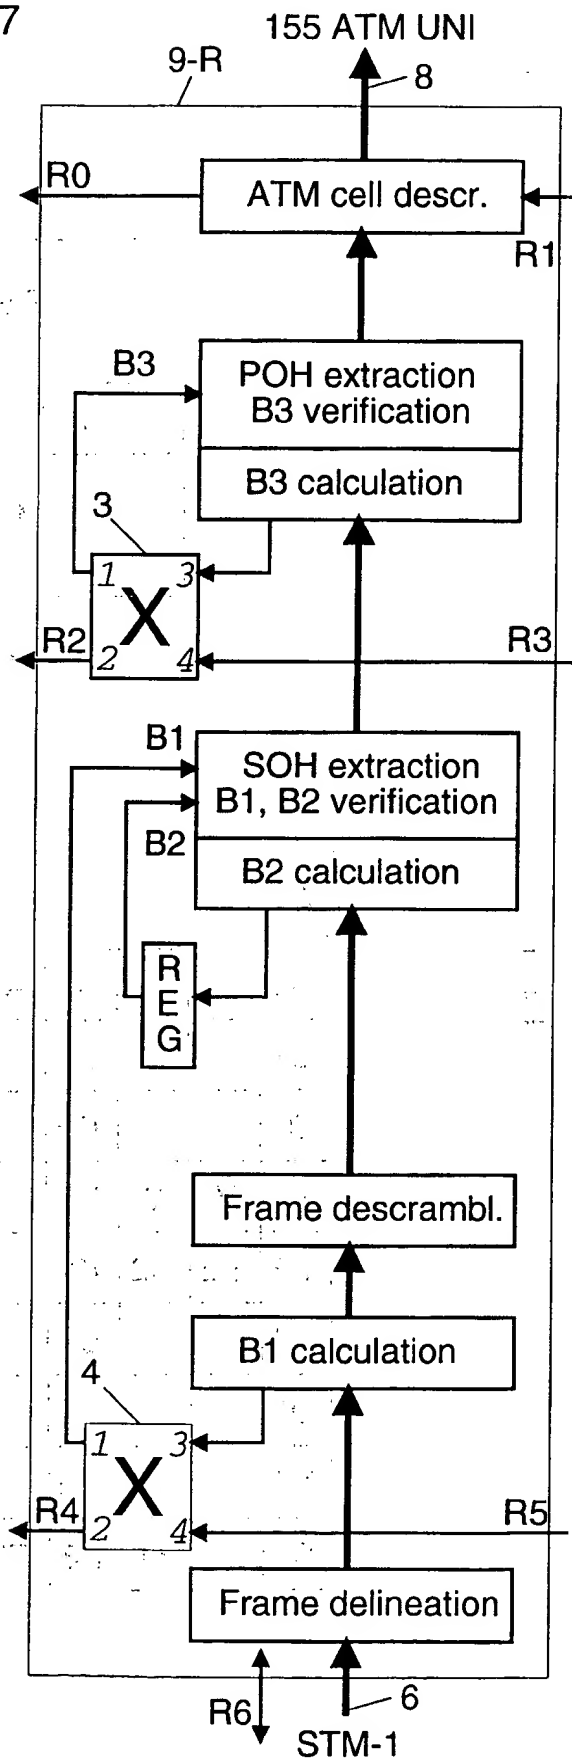 7
155 ATM UNI
9-R
8
R0
ATM cell descr.
R1
B3
POH extraction
B3 verification
B3 calculation
3
1 3
X
2 4
R2
R3
B1
SOH extraction
B1, B2 verification
B2
B2 calculation
R
E
G
Frame descrambl.
B1 calculation
4
1 3
X
2 4
R4
R5
Frame delineation
R6
6
STM-1